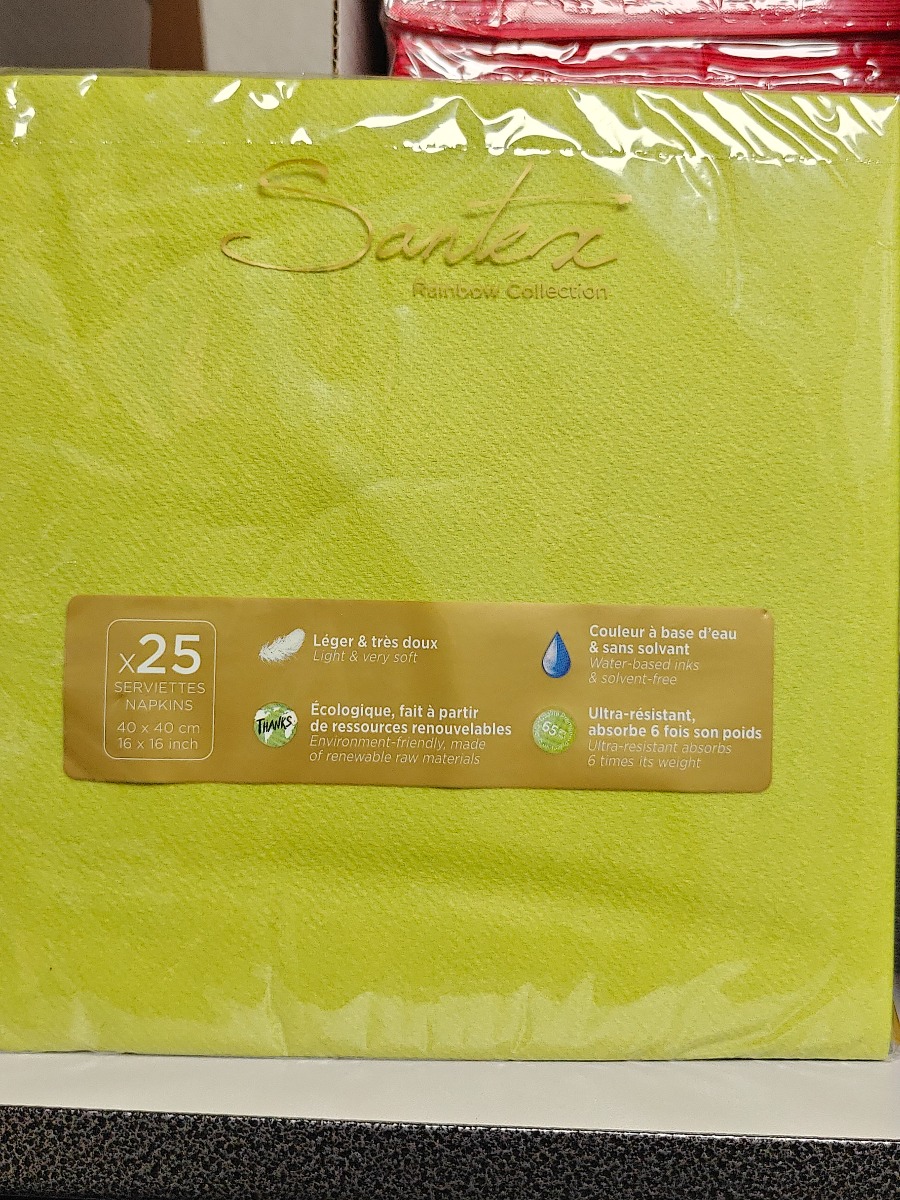 Santex
Rainbow Collection
x25
SERVIETTES
NAPKINS
40 x 40 cm
16 x 16 inch
Léger & très doux
Light & very soft
THANKS
Écologique, fait à partir
de ressources renouvelables
Environment-friendly, made
of renewable raw materials
Couleur à base d'eau
& sans solvant
Water-based inks
& solvent-free
65
Ultra-résistant,
absorbe 6 fois son poids
Ultra-resistant absorbs
6 times its weight